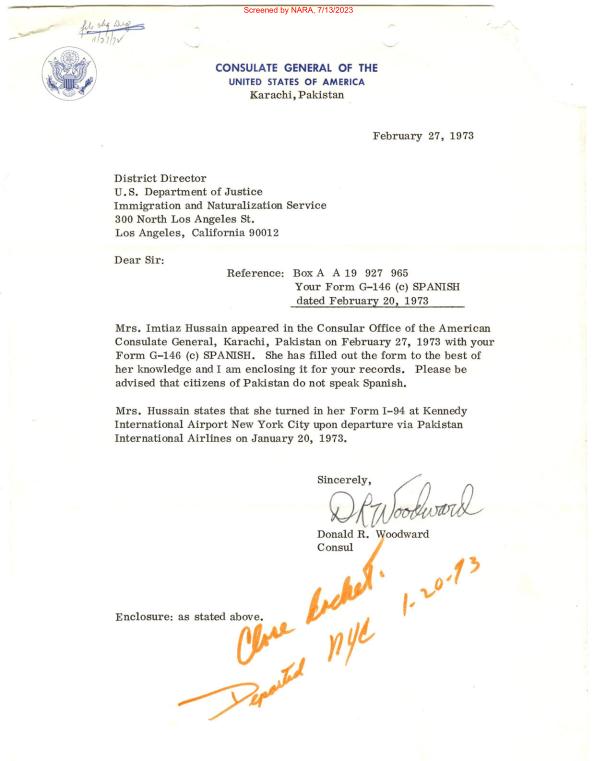 Screened by NARA, 7/13/2023
CONSULATE GENERAL OF THE
UNITED STATES OF AMERICA
Karachi, Pakistan
February 27, 1973
District Director
U.S. Department of Justice
Immigration and Naturalization Service
300 North Los Angeles St.
Los Angeles, California 90012
Dear Sir:
Reference: Box A A 19 927 965
Your Form G-146 (c) SPANISH
dated February 20, 1973
Mrs. Imtiaz Hussain appeared in the Consular Office of the American
Consulate General, Karachi, Pakistan on February 27, 1973 with your
Form G-146 (c) SPANISH. She has filled out the form to the best of
her knowledge and I am enclosing it for your records. Please be
advised that citizens of Pakistan do not speak Spanish.
Mrs. Hussain states that she turned in her Form I-94 at Kennedy
International Airport New York City upon departure via Pakistan
International Airlines on January 20, 1973.
Sincerely,
D R Woodward
Donald R. Woodward
Consul
Enclosure: as stated above.
Close Docket.
Departed NYC 1-20-73